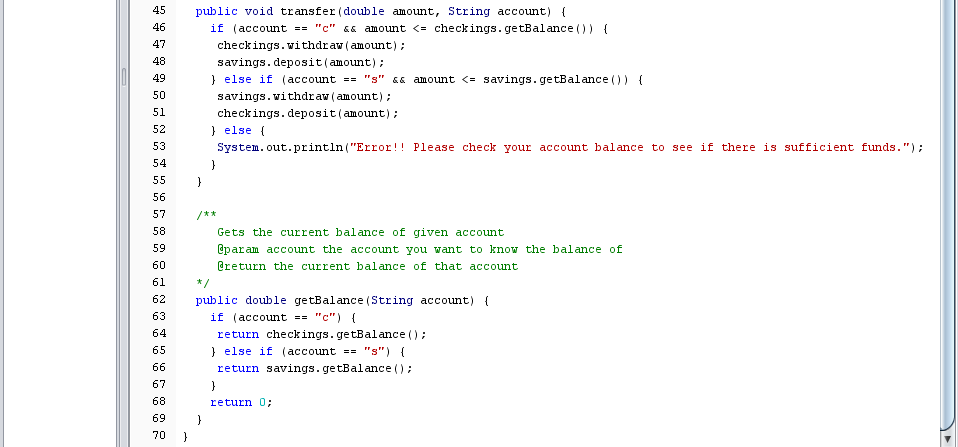 45 public void transfer(double amount, String account) {
46 if (account == "c" && amount <= checkings.getBalance()) {
47 checkings.withdraw(amount);
48 savings.deposit(amount);
49 } else if (account == "s" && amount <= savings.getBalance()) {
50 savings.withdraw(amount);
51 checkings.deposit(amount);
52 } else {
53 System.out.println("Error!! Please check your account balance to see if there is sufficient funds.");
54 }
55 }
56
57 /**
58 Gets the current balance of given account
59 @param account the account you want to know the balance of
60 @return the current balance of that account
61 */
62 public double getBalance(String account) {
63 if (account == "c") {
64 return checkings.getBalance();
65 } else if (account == "s") {
66 return savings.getBalance();
67 }
68 return 0;
69 }
70 }